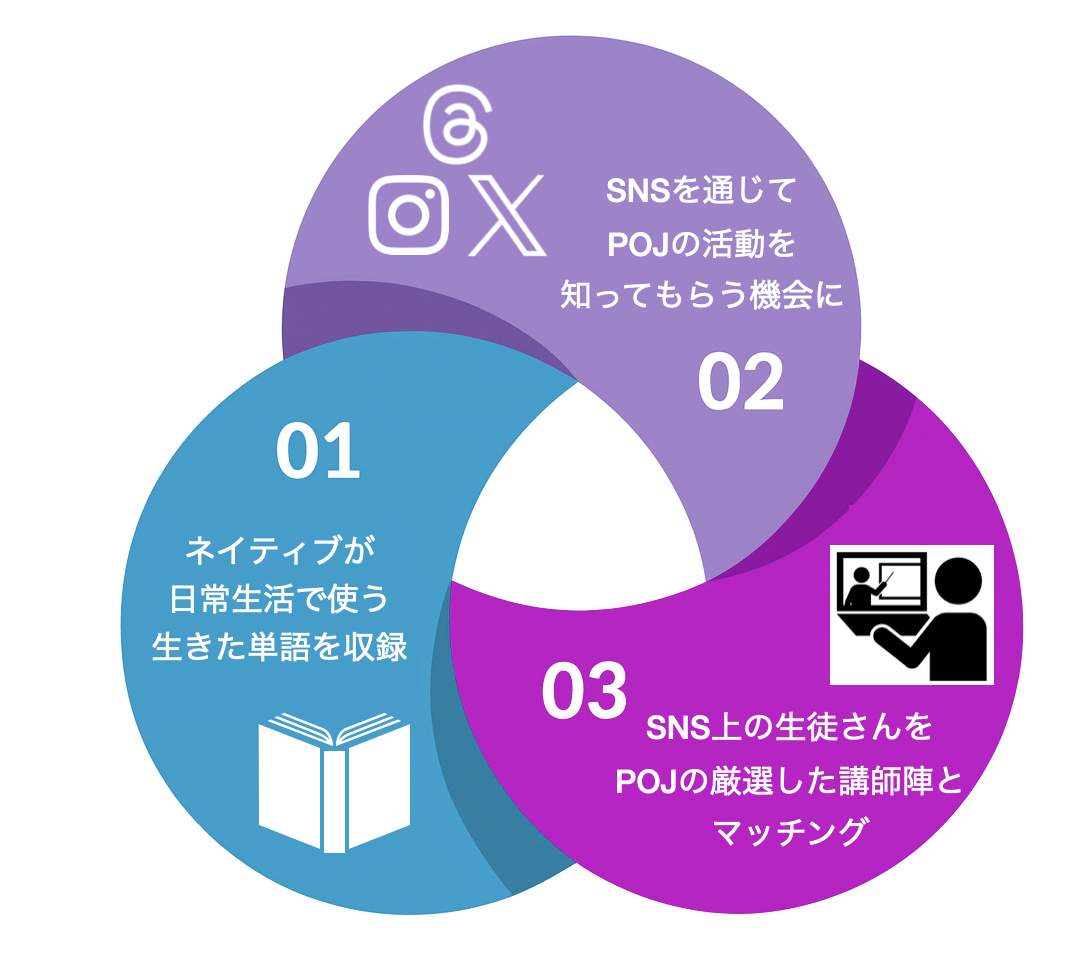 01
ネイティブが
日常生活で使う
生きた単語を収録
02
SNSを通じて
POJの活動を
知ってもらう機会に
03
SNS上の生徒さんを
POJの厳選した講師陣と
マッチング